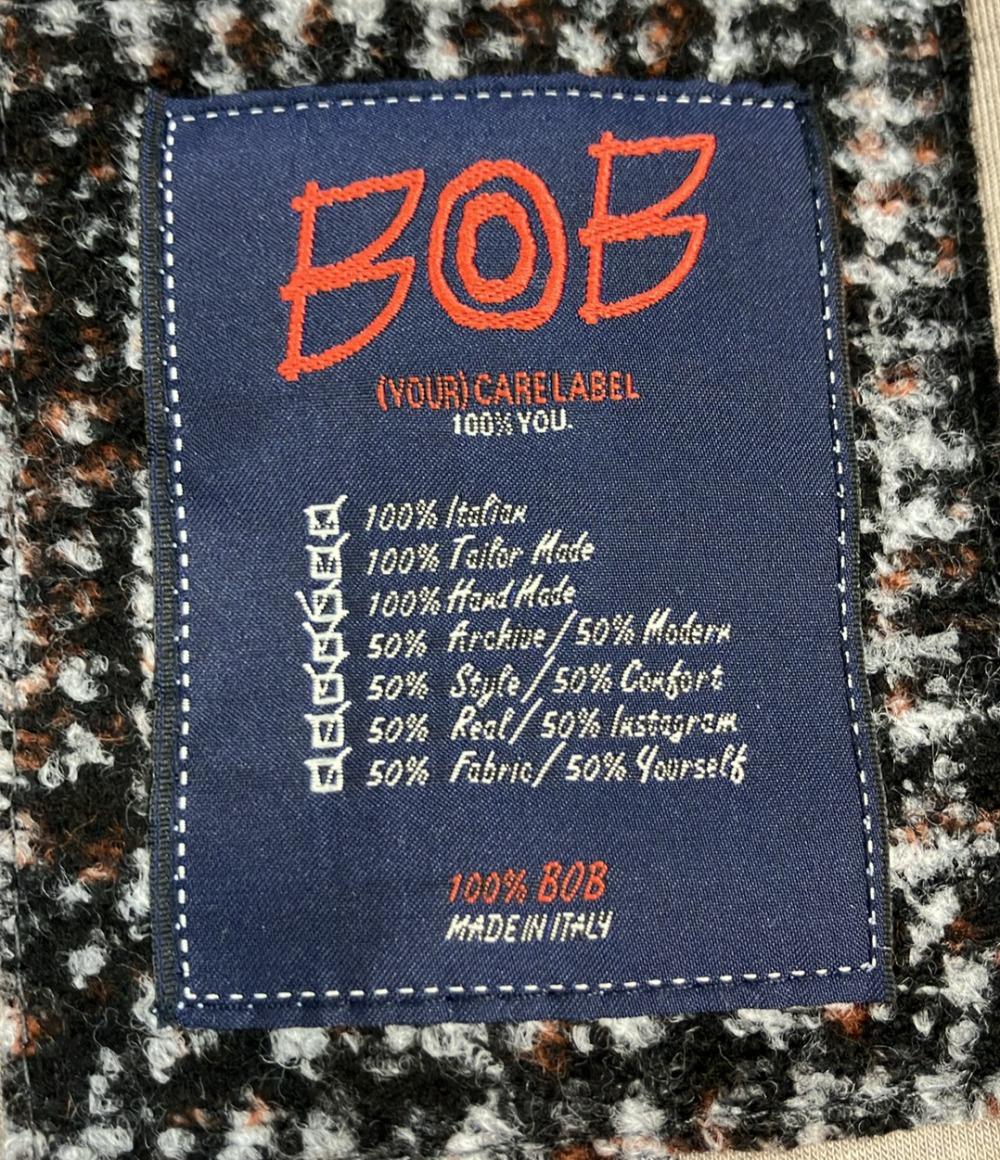 BOB
(YOUR) CARE LABEL
100% YOU.
100% Italian
100% Tailor Made
100% Hand Made
50% Archive / 50% Modern
50% Style / 50% Comfort
50% Real / 50% Instagram
50% Fabric / 50% Yourself
100% BOB
MADE IN ITALY